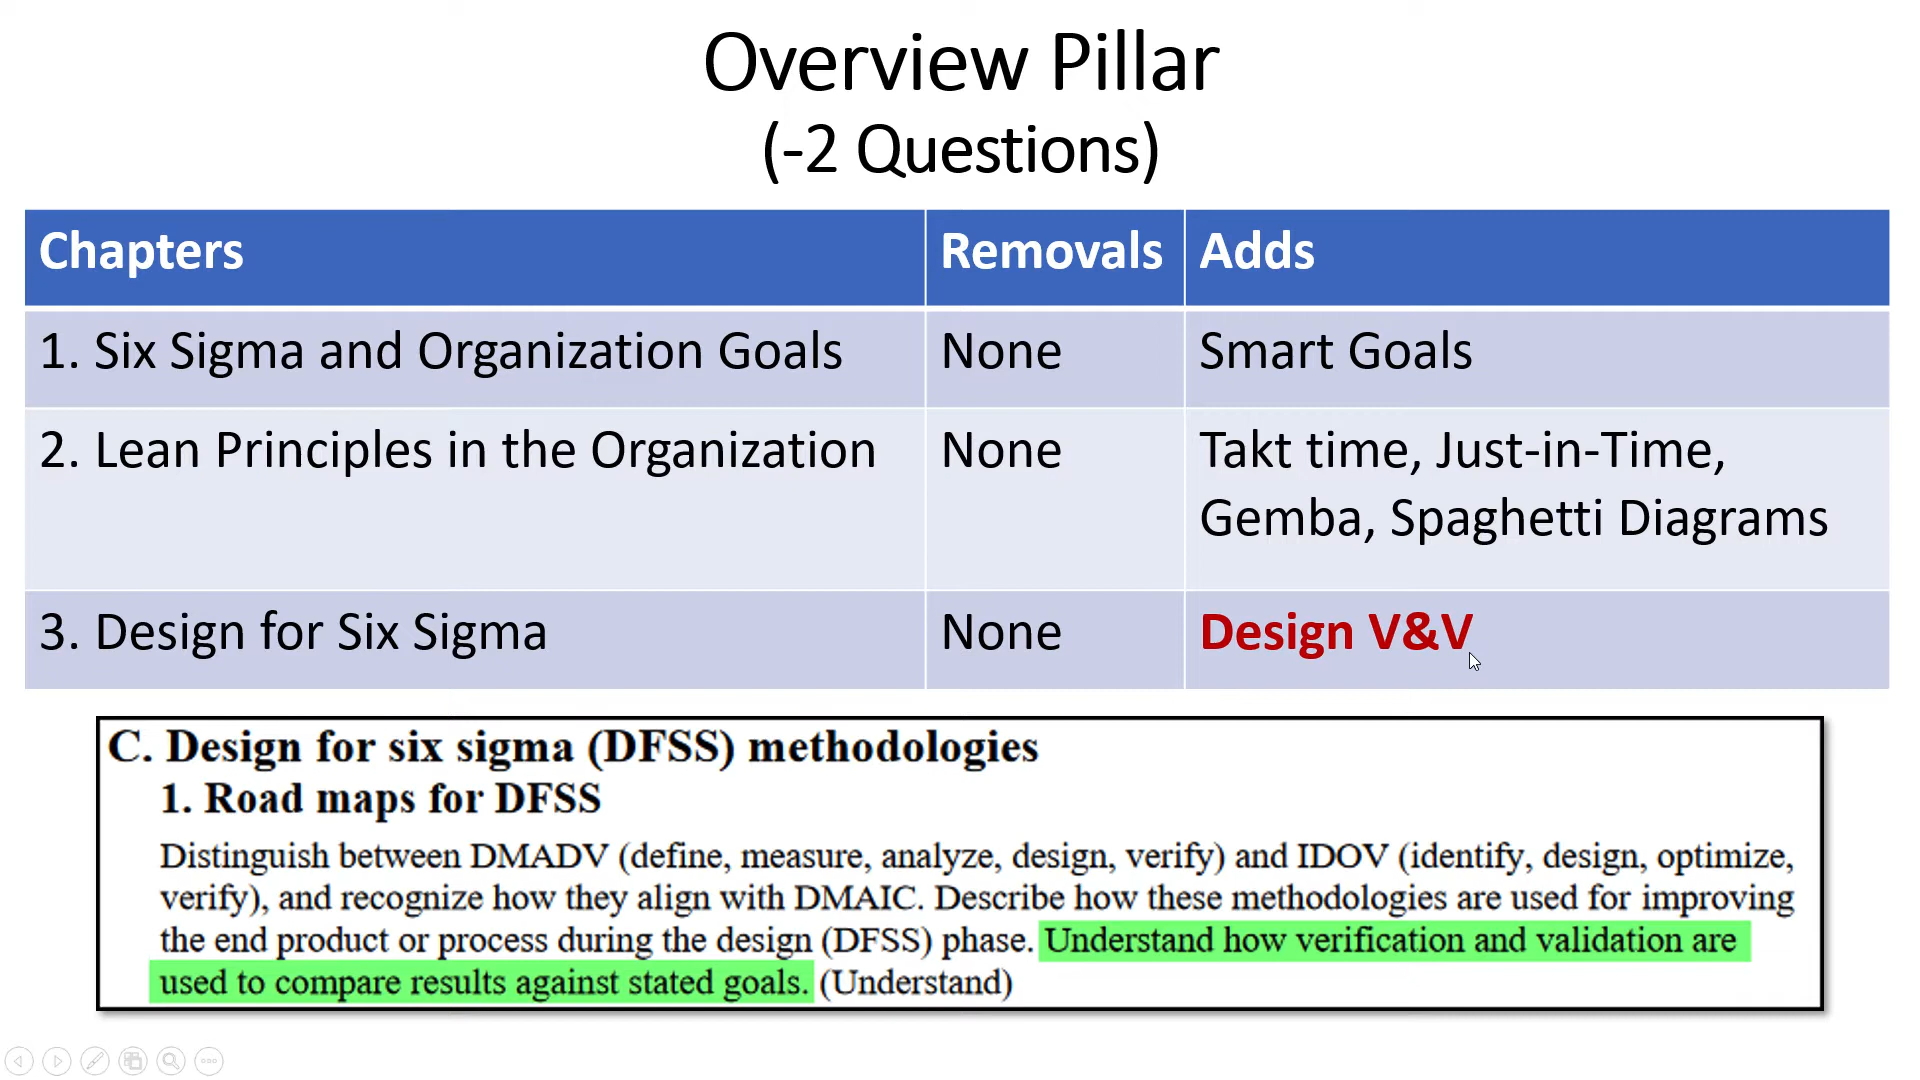 Overview Pillar
(-2 Questions)
Chapters Removals Adds
1. Six Sigma and Organization Goals None Smart Goals
2. Lean Principles in the Organization None Takt time, Just-in-Time,
Gemba, Spaghetti Diagrams
3. Design for Six Sigma None Design V&V
C. Design for six sigma (DFSS) methodologies
1. Road maps for DFSS
Distinguish between DMADV (define, measure, analyze, design, verify) and IDOV (identify, design, optimize,
verify), and recognize how they align with DMAIC. Describe how these methodologies are used for improving
the end product or process during the design (DFSS) phase. Understand how verification and validation are
used to compare results against stated goals. (Understand)